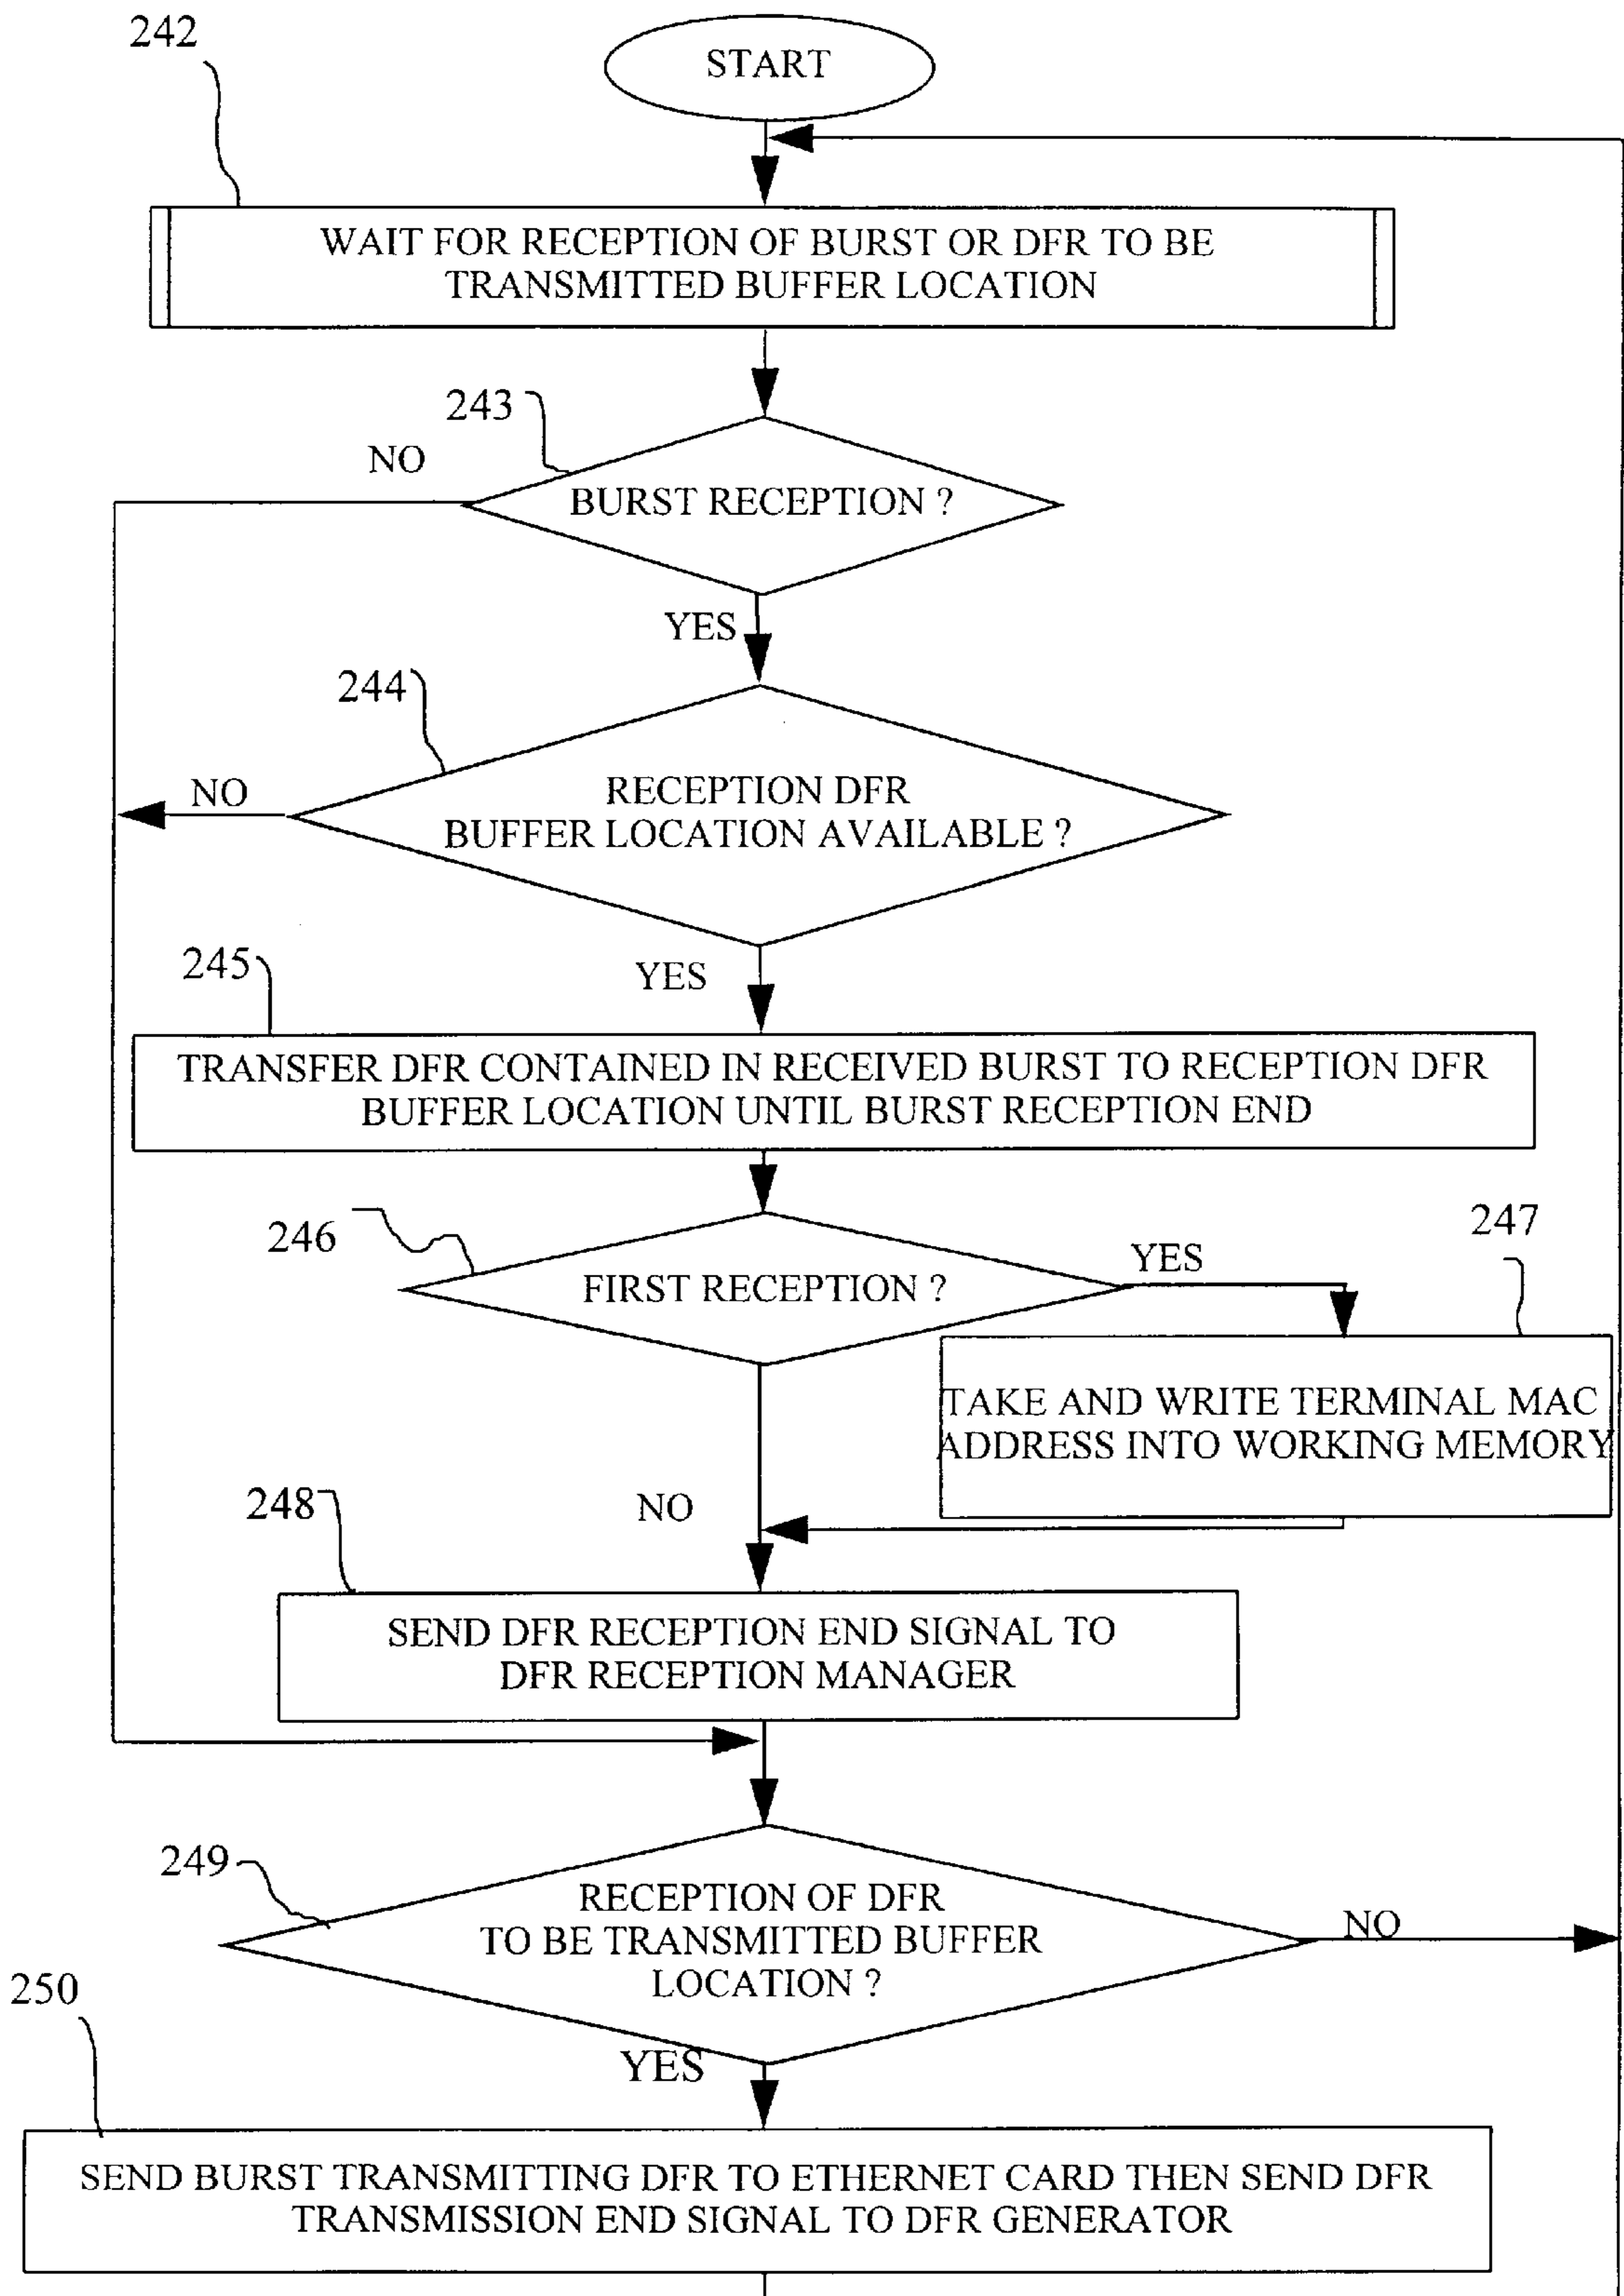 242
START
WAIT FOR RECEPTION OF BURST OR DFR TO BE
TRANSMITTED BUFFER LOCATION
243
NO
BURST RECEPTION ?
YES
244
NO
RECEPTION DFR
BUFFER LOCATION AVAILABLE ?
YES
245
TRANSFER DFR CONTAINED IN RECEIVED BURST TO RECEPTION DFR
BUFFER LOCATION UNTIL BURST RECEPTION END
246
FIRST RECEPTION ?
YES
247
TAKE AND WRITE TERMINAL MAC
ADDRESS INTO WORKING MEMORY
NO
248
SEND DFR RECEPTION END SIGNAL TO
DFR RECEPTION MANAGER
249
RECEPTION OF DFR
TO BE TRANSMITTED BUFFER
LOCATION ?
NO
YES
250
SEND BURST TRANSMITTING DFR TO ETHERNET CARD THEN SEND DFR
TRANSMISSION END SIGNAL TO DFR GENERATOR